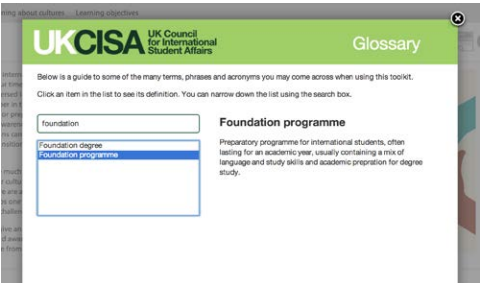 ring about cultures Learning objectives
UKCISA
UK Council
for International
Student Affairs
Glossary
Below is a guide to some of the many terms, phrases and acronyms you may come across when using this toolkit.
Click an item in the list to see its definition. You can narrow down the list using the search box.
foundation
Foundation degree
Foundation programme
Foundation programme
Preparatory programme for international students, often
lasting for an academic year, usually containing a mix of
language and study skills and academic prepration for degree
study.